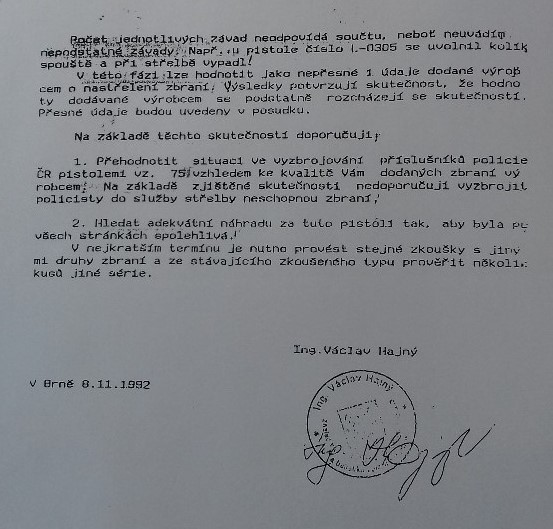 Počet jednotlivých závad neodpovídá součtu, neboť neuvádím
nepodstatné závady. Např. u pistole číslo L-0305 se uvolnil kolík
spouště a při střelbě vypadl!
V této fázi lze hodnotit jako nepřesné i údaje dodané výrob
cem o nastřelení zbraní. Výsledky potvrzují skutečnost, že hodno
ty dodávané výrobcem se podstatně rozcházejí se skutečností.
Přesné údaje budou uvedeny v posudku.
Na základě těchto skutečností doporučuji:
1. Přehodnotit situaci ve vyzbrojování příslušníků policie
ČR pistolemi vz. 75 vzhledem ke kvalitě Vám dodaných zbraní vý
robcem! Na základě zjištěné skutečnosti nedoporučuji vyzbrojit
policisty do služby střelby neschopnou zbraní!
2. Hledat adekvátní náhradu za tuto pistóli tak, aby byla po
všech stránkách spolehlivá!
V nejkratším termínu je nutno provést stejné zkoušky s jiný
mi druhy zbraní a ze stávajícího zkoušeného typu prověřit několik
kusů jiné série.
Ing.Václav Hajný
V Brně 8.11.1992
Ing. Václav Hajný